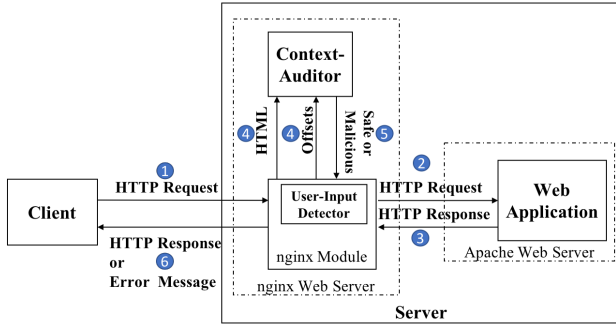 Context-
Auditor
4
HTML
4
Offsets
Safe or
Malicious
5
1
HTTP Request
2
HTTP Request
Client
User-Input
Detector
Web
Application
HTTP Response
3
HTTP Response
6
or
Error Message
nginx Module
nginx Web Server
Apache Web Server
Server